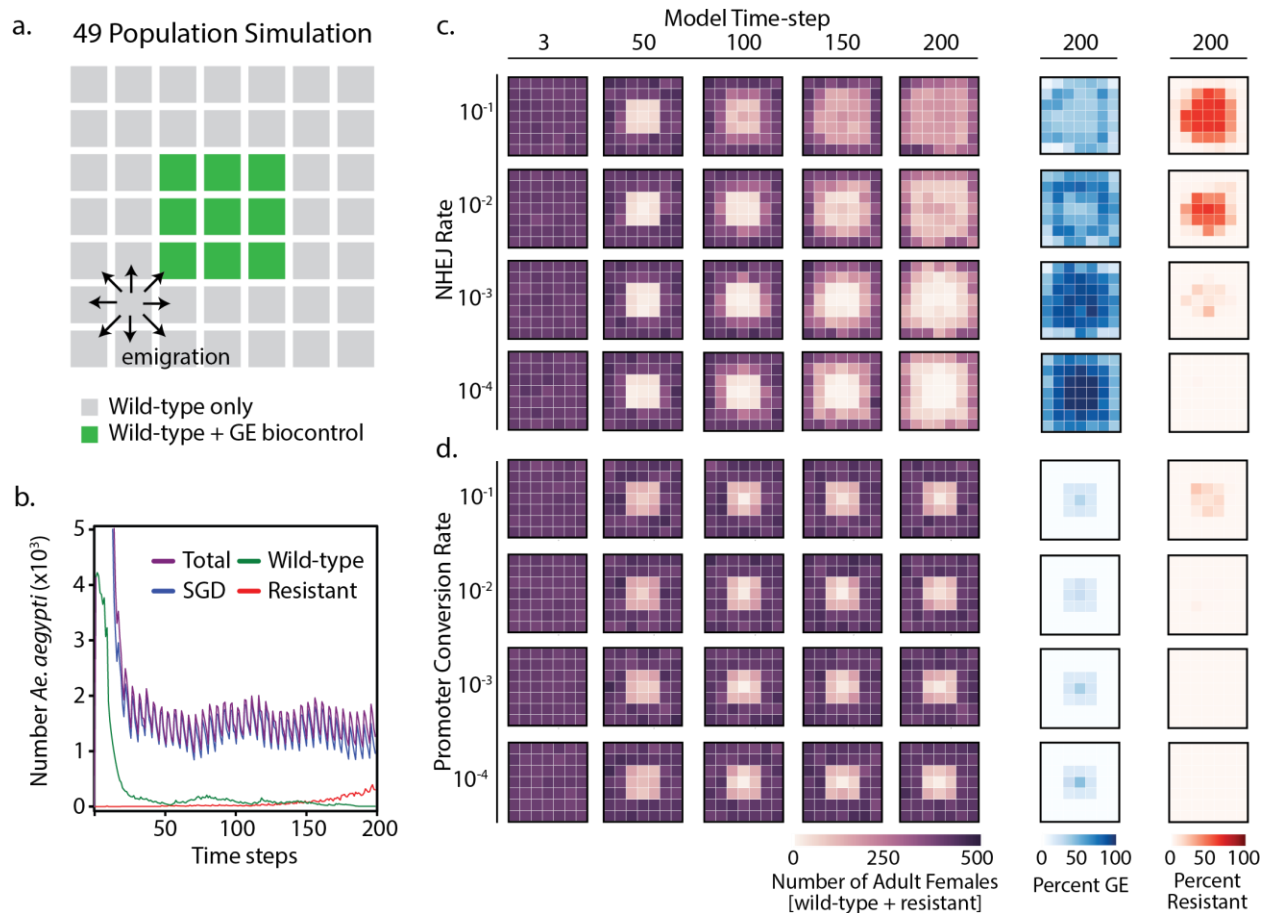 a.
49 Population Simulation
emigration
Wild-type only
Wild-type + GE biocontrol
b.
Number Ae. aegypti (x10³)
5
4
3
2
1
0
Total
Wild-type
SGD
Resistant
50
100
150
200
Time steps
c.
Model Time-step
3
50
100
150
200
200
200
NHEJ Rate
10⁻¹
10⁻²
10⁻³
10⁻⁴
d.
Promoter Conversion Rate
10⁻¹
10⁻²
10⁻³
10⁻⁴
0
250
500
Number of Adult Females
[wild-type + resistant]
0 50 100
Percent GE
0 50 100
Percent
Resistant